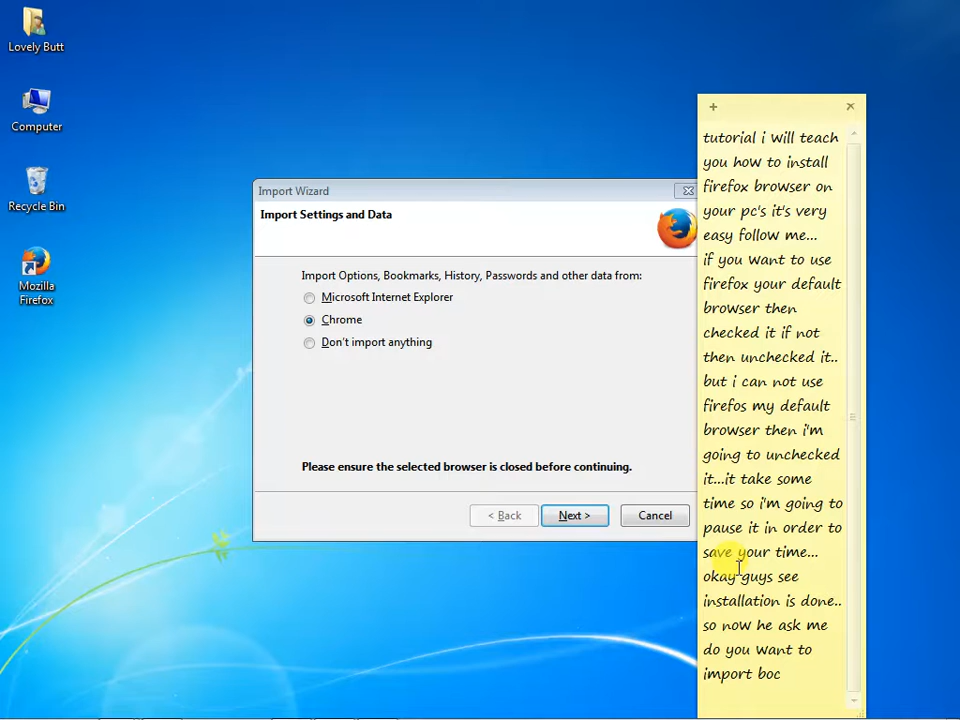 Lovely Butt
Computer
Recycle Bin
Mozilla
Firefox
Import Wizard
Import Settings and Data
Import Options, Bookmarks, History, Passwords and other data from:
Microsoft Internet Explorer
Chrome
Don't import anything
Please ensure the selected browser is closed before continuing.
< Back
Next >
Cancel
tutorial i will teach
you how to install
firefox browser on
your pc's it's very
easy follow me...
if you want to use
firefox your default
browser then
checked it if not
then unchecked it..
but i can not use
firefos my default
browser then i'm
going to unchecked
it...it take some
time so i'm going to
pause it in order to
save your time...
okay guys see
installation is done..
so now he ask me
do you want to
import boc